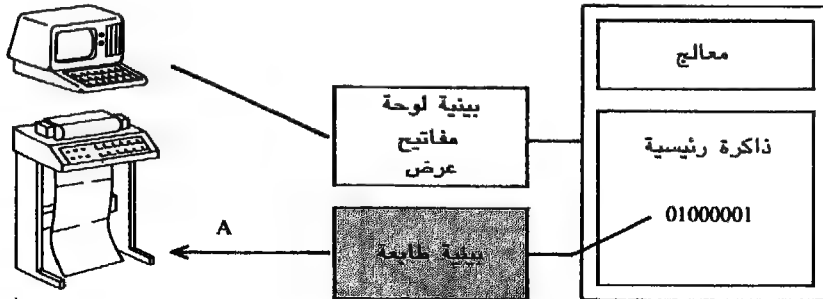 معالج
بينية لوحة
مفاتيح
عرض
ذاكرة رئيسية
01000001
A
بينية طابعة